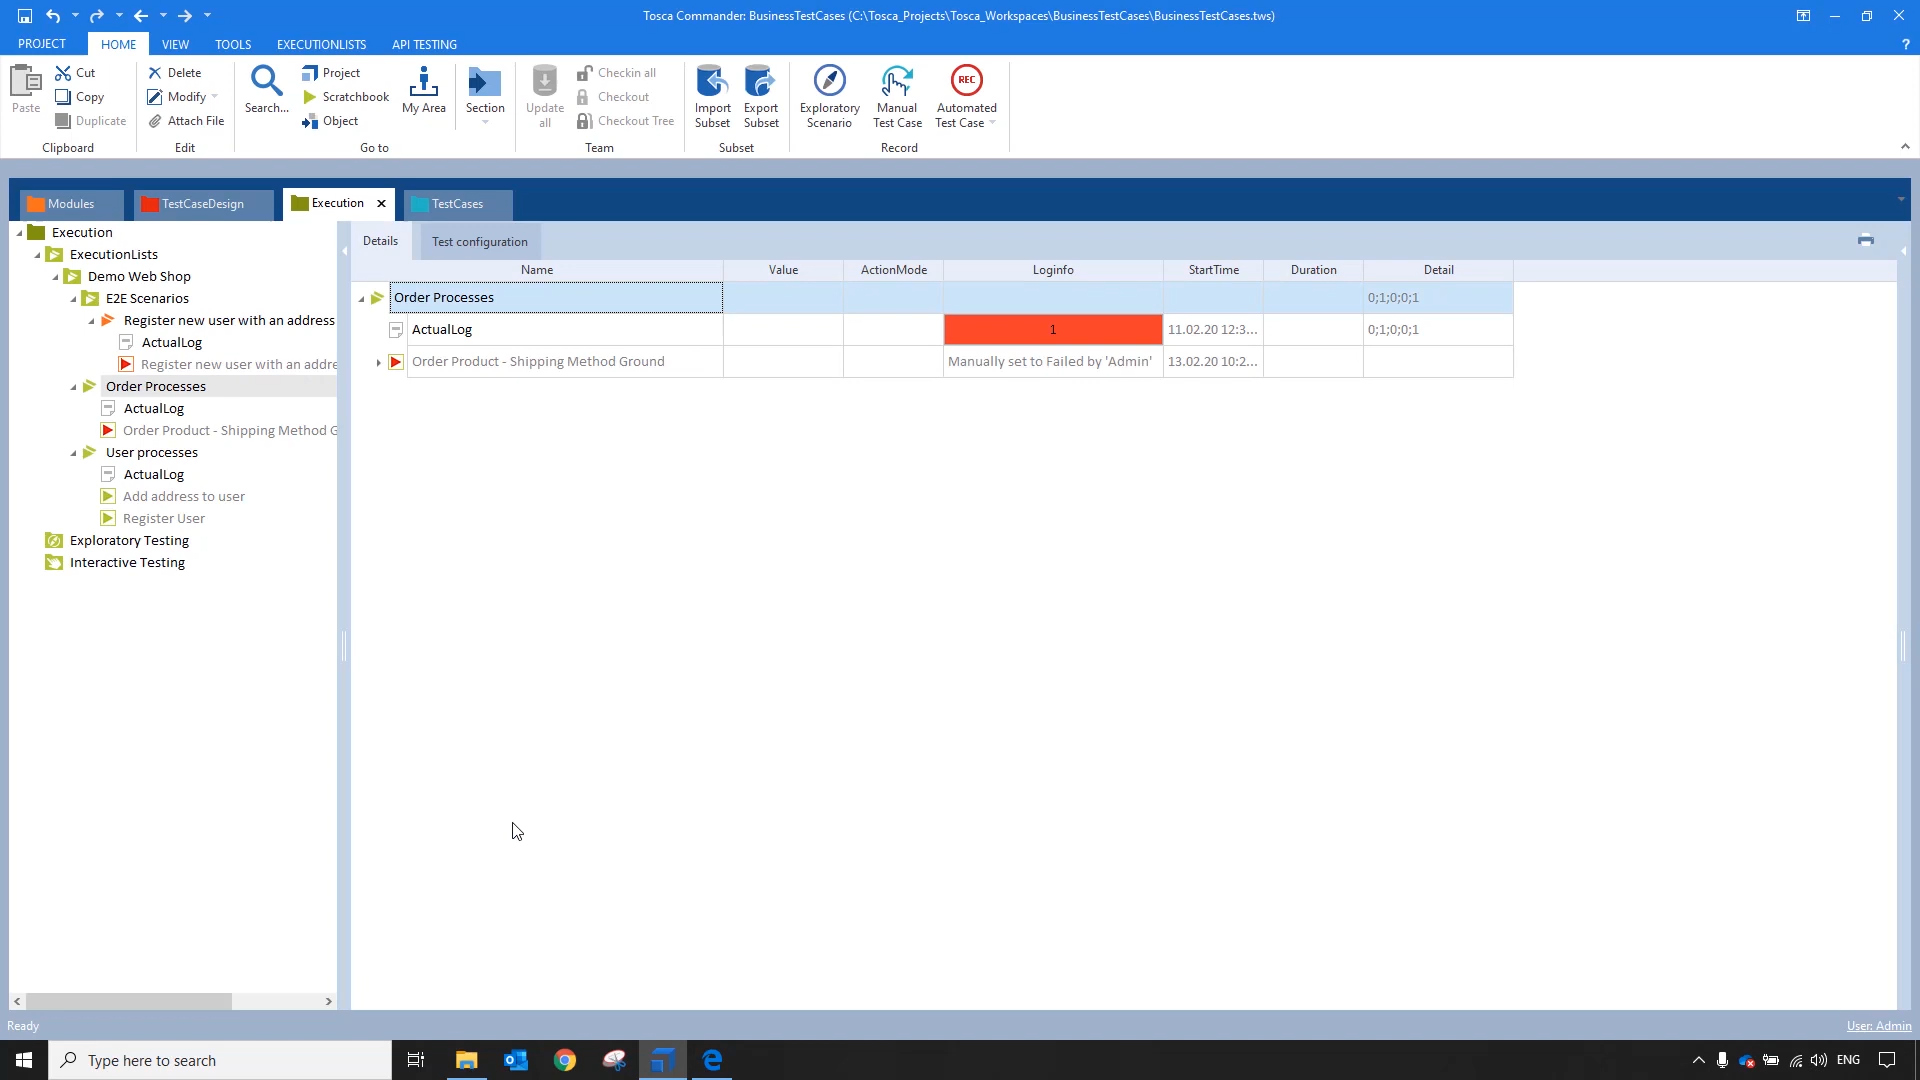 Tosca Commander: BusinessTestCases (C:\Tosca_Projects\Tosca_Workspaces\BusinessTestCases\BusinessTestCases.tws)
PROJECT HOME VIEW TOOLS EXECUTIONLISTS API TESTING ?
Paste
Cut
Copy
Duplicate
Clipboard
Delete
Modify
Attach File
Edit
Search...
Project
Scratchbook
Object
My Area
Section
Go to
Update all
Checkin all
Checkout
Checkout Tree
Team
Import Subset
Export Subset
Subset
Exploratory Scenario
Manual Test Case
REC
Automated Test Case
Record
Modules TestCaseDesign Execution TestCases
Execution
ExecutionLists
Demo Web Shop
E2E Scenarios
Register new user with an address
ActualLog
Register new user with an addre
Order Processes
ActualLog
Order Product - Shipping Method G
User processes
ActualLog
Add address to user
Register User
Exploratory Testing
Interactive Testing
Details Test configuration
Name Value ActionMode Loginfo StartTime Duration Detail
Order Processes 0;1;0;0;1
ActualLog 1 11.02.20 12:3... 0;1;0;0;1
Order Product - Shipping Method Ground Manually set to Failed by 'Admin' 13.02.20 10:2...
Ready
User: Admin
Type here to search
ENG